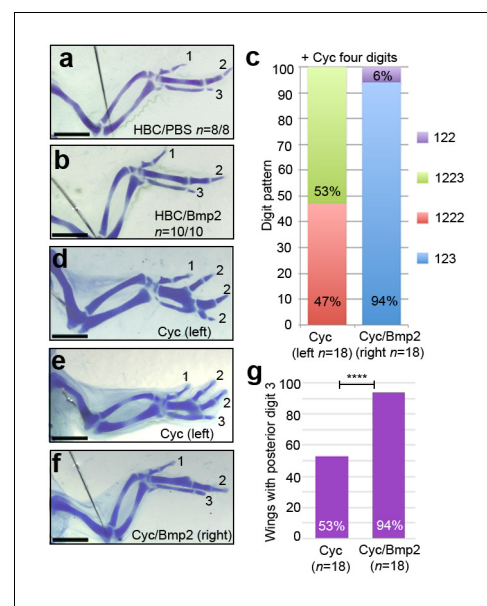 a
1
2
3
HBC/PBS n=8/8
b
1
2
3
HBC/Bmp2
n=10/10
d
1
2
2
2
Cyc (left)
e
1
2
2
3
Cyc (left)
f
1
2
3
Cyc/Bmp2 (right)
c
+ Cyc four digits
Digit pattern
100
90
80
70
60
50
40
30
20
10
0
6%
53%
47%
94%
Cyc
(left n=18)
Cyc/Bmp2
(right n=18)
122
1223
1222
123
g
****
Wings with posterior digit 3
100
80
60
40
20
0
53%
94%
Cyc
(n=18)
Cyc/Bmp2
(n=18)